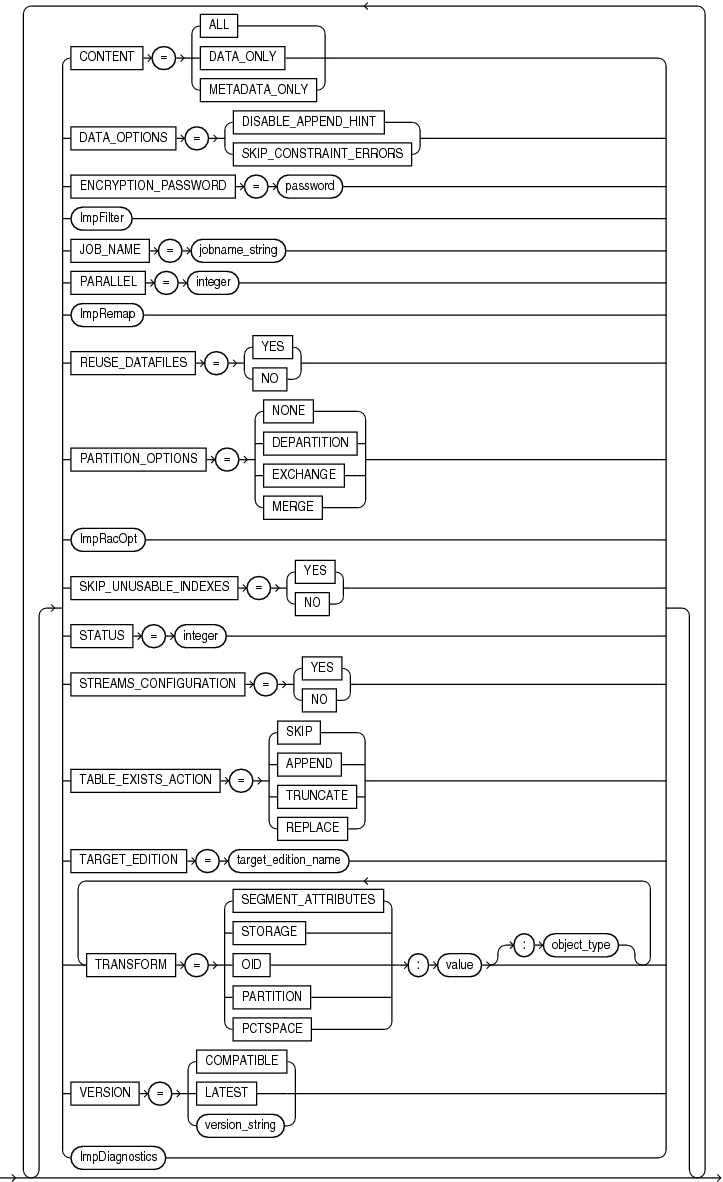 ALL
CONTENT = DATA_ONLY
METADATA_ONLY
DISABLE_APPEND_HINT
DATA_OPTIONS =
SKIP_CONSTRAINT_ERRORS
ENCRYPTION_PASSWORD = password
ImpFilter
JOB_NAME = jobname_string
PARALLEL = integer
ImpRemap
YES
REUSE_DATAFILES =
NO
NONE
DEPARTITION
PARTITION_OPTIONS =
EXCHANGE
MERGE
ImpRacOpt
YES
SKIP_UNUSABLE_INDEXES =
NO
STATUS = integer
YES
STREAMS_CONFIGURATION =
NO
SKIP
APPEND
TABLE_EXISTS_ACTION =
TRUNCATE
REPLACE
TARGET_EDITION = target_edition_name
SEGMENT_ATTRIBUTES
STORAGE
: object_type
TRANSFORM = OID : value
PARTITION
PCTSPACE
COMPATIBLE
VERSION = LATEST
version_string
ImpDiagnostics